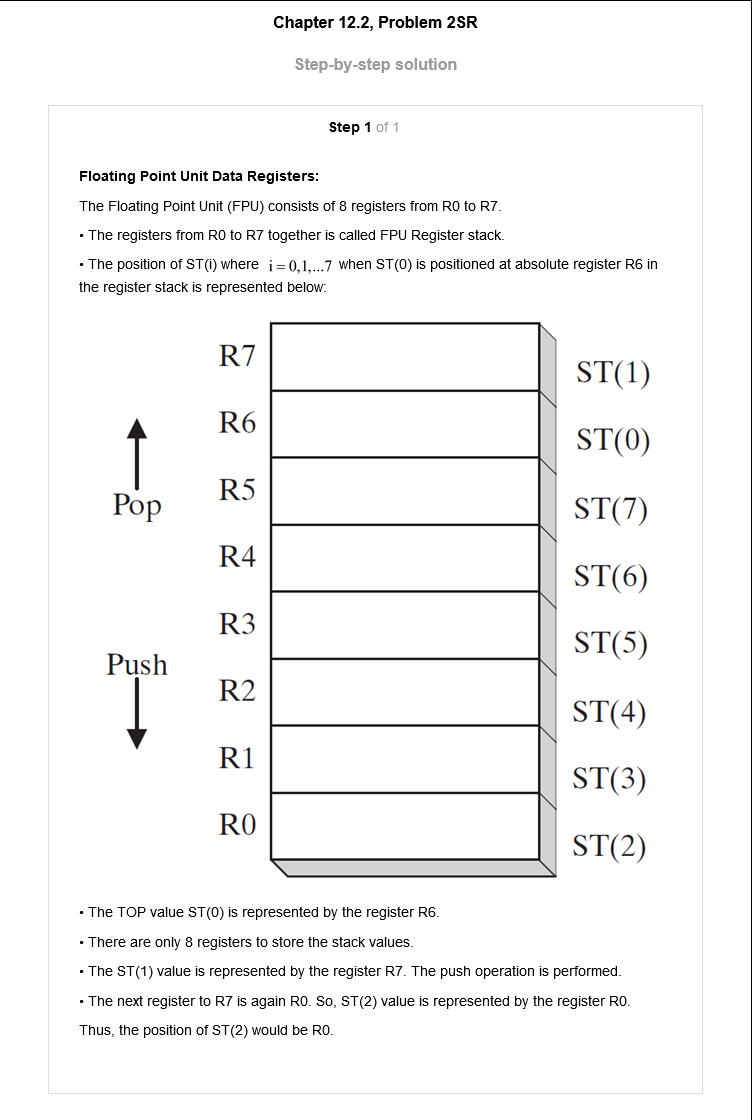 Chapter 12.2, Problem 2SR
Step-by-step solution
Step 1 of 1
Floating Point Unit Data Registers:
The Floating Point Unit (FPU) consists of 8 registers from R0 to R7.
• The registers from R0 to R7 together is called FPU Register stack.
• The position of ST(i) where i = 0,1,...7 when ST(0) is positioned at absolute register R6 in
the register stack is represented below:
R7 ST(1)
R6 ST(0)
R5 ST(7)
Pop
R4 ST(6)
R3 ST(5)
Push
R2 ST(4)
R1 ST(3)
R0 ST(2)
• The TOP value ST(0) is represented by the register R6.
• There are only 8 registers to store the stack values.
• The ST(1) value is represented by the register R7. The push operation is performed.
• The next register to R7 is again R0. So, ST(2) value is represented by the register R0.
Thus, the position of ST(2) would be R0.